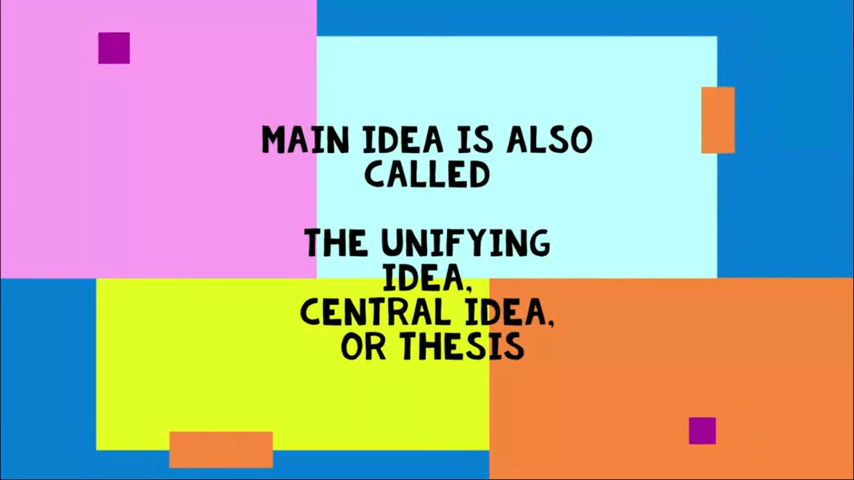 MAIN IDEA IS ALSO
CALLED
THE UNIFYING
IDEA,
CENTRAL IDEA,
OR THESIS